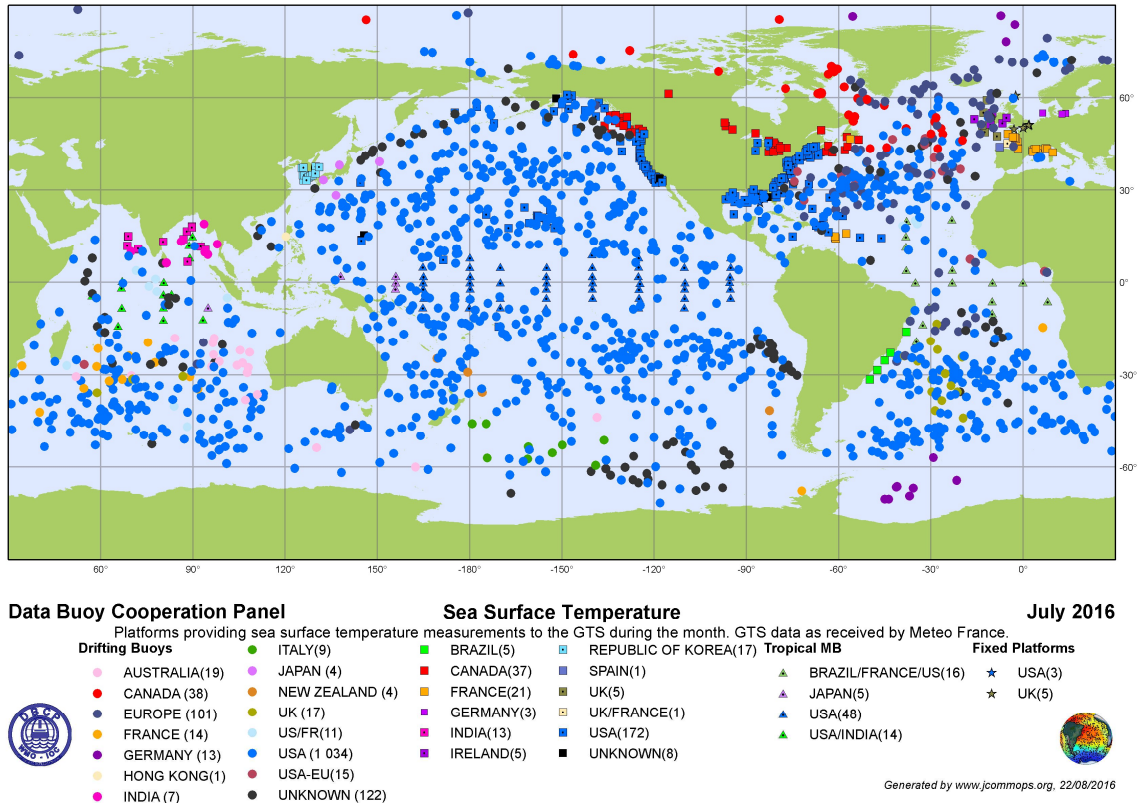 60°
30°
0°
-30°
-60°
60° 90° 120° 150° -180° -150° -120° -90° -60° -30° 0°
Data Buoy Cooperation Panel Sea Surface Temperature July 2016
Platforms providing sea surface temperature measurements to the GTS during the month. GTS data as received by Meteo France.
Drifting Buoys
AUSTRALIA(19)
CANADA (38)
EUROPE (101)
FRANCE (14)
GERMANY (13)
HONG KONG(1)
INDIA (7)
ITALY(9)
JAPAN (4)
NEW ZEALAND (4)
UK (17)
US/FR(11)
USA (1 034)
USA-EU(15)
UNKNOWN (122)
BRAZIL(5)
CANADA(37)
FRANCE(21)
GERMANY(3)
INDIA(13)
IRELAND(5)
REPUBLIC OF KOREA(17)
SPAIN(1)
UK(5)
UK/FRANCE(1)
USA(172)
UNKNOWN(8)
Tropical MB
BRAZIL/FRANCE/US(16)
JAPAN(5)
USA(48)
USA/INDIA(14)
Fixed Platforms
USA(3)
UK(5)
DBCP
WMO - IOC
Generated by www.jcommops.org, 22/08/2016